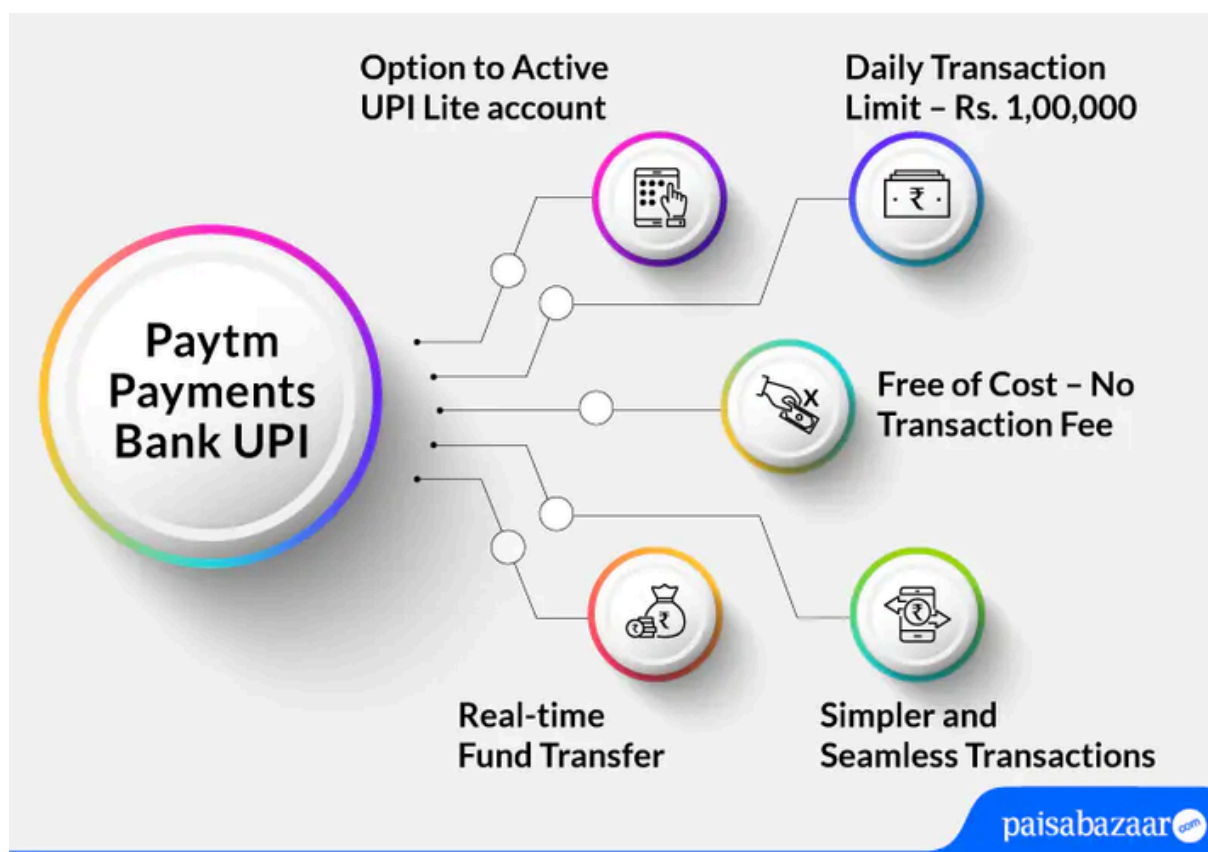 Option to Active
UPI Lite account
Daily Transaction
Limit – Rs. 1,00,000
Paytm
Payments
Bank UPI
₹
X
Free of Cost – No
Transaction Fee
₹
₹
₹
Real-time
Fund Transfer
Simpler and
Seamless Transactions
paisabazaar.com